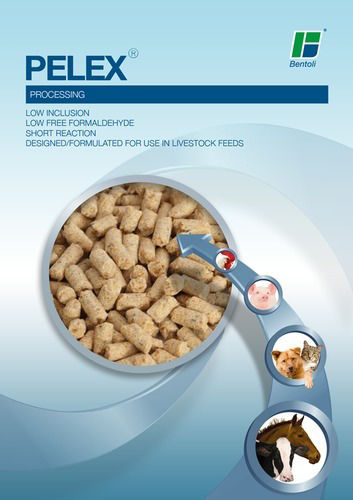 PELEX®
Bentoli®
PROCESSING
LOW INCLUSION
LOW FREE FORMALDEHYDE
SHORT REACTION
DESIGNED/FORMULATED FOR USE IN LIVESTOCK FEEDS